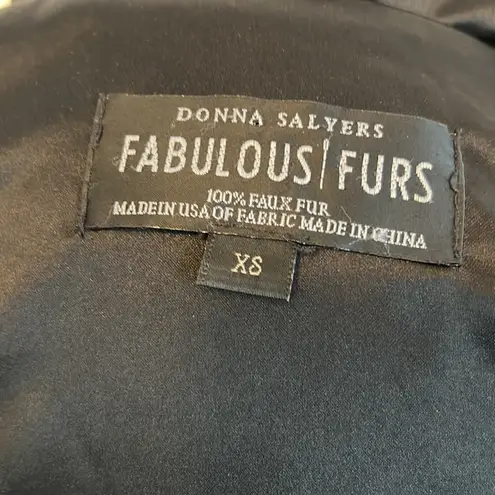 DONNA SALYERS
FABULOUS|FURS
100% FAUX FUR
MADE IN USA OF FABRIC MADE IN CHINA
XS